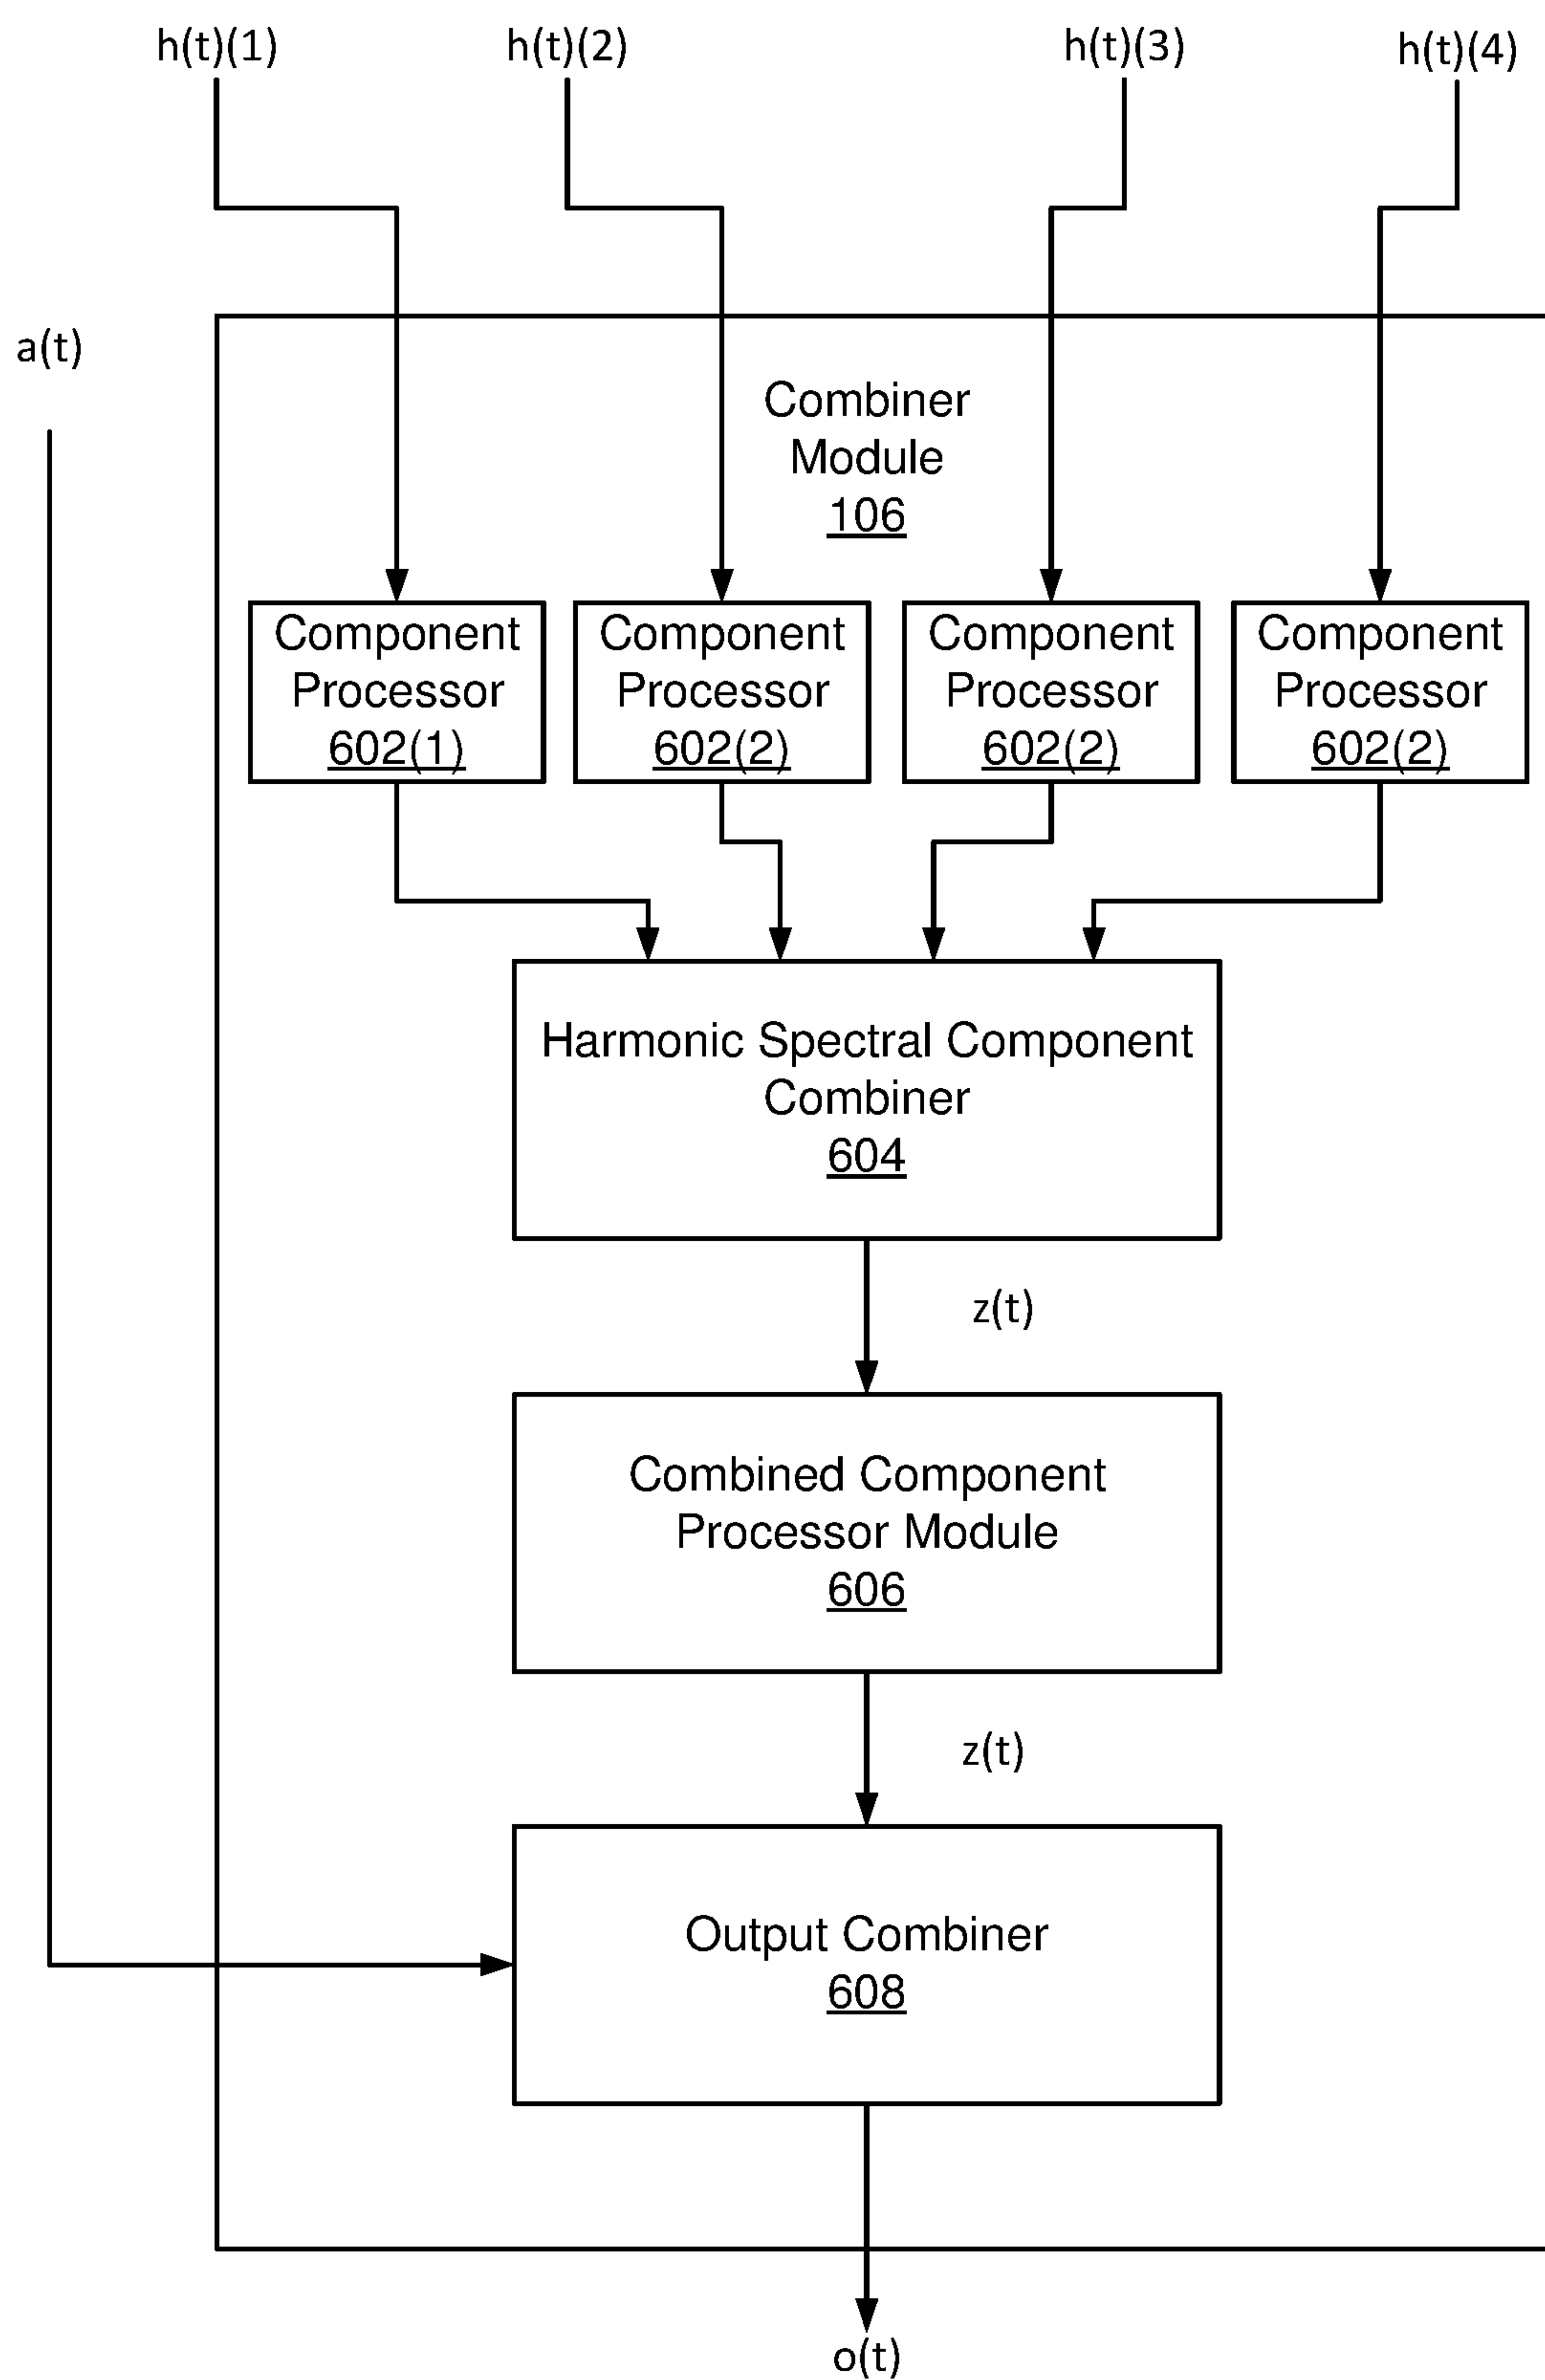 h(t)(1)
h(t)(2)
h(t)(3)
h(t)(4)
a(t)
Combiner
Module
106
Component
Processor
602(1)
Component
Processor
602(2)
Component
Processor
602(2)
Component
Processor
602(2)
Harmonic Spectral Component
Combiner
604
z(t)
Combined Component
Processor Module
606
z(t)
Output Combiner
608
o(t)